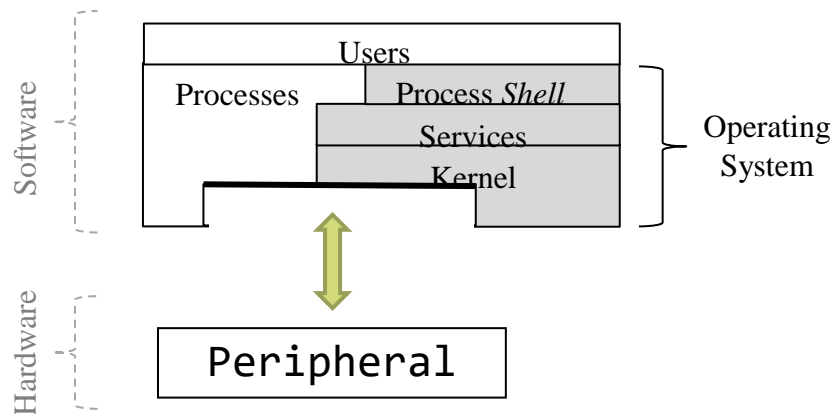 Users
Processes
Process Shell
Services
Kernel
Operating
System
Software
Peripheral
Hardware